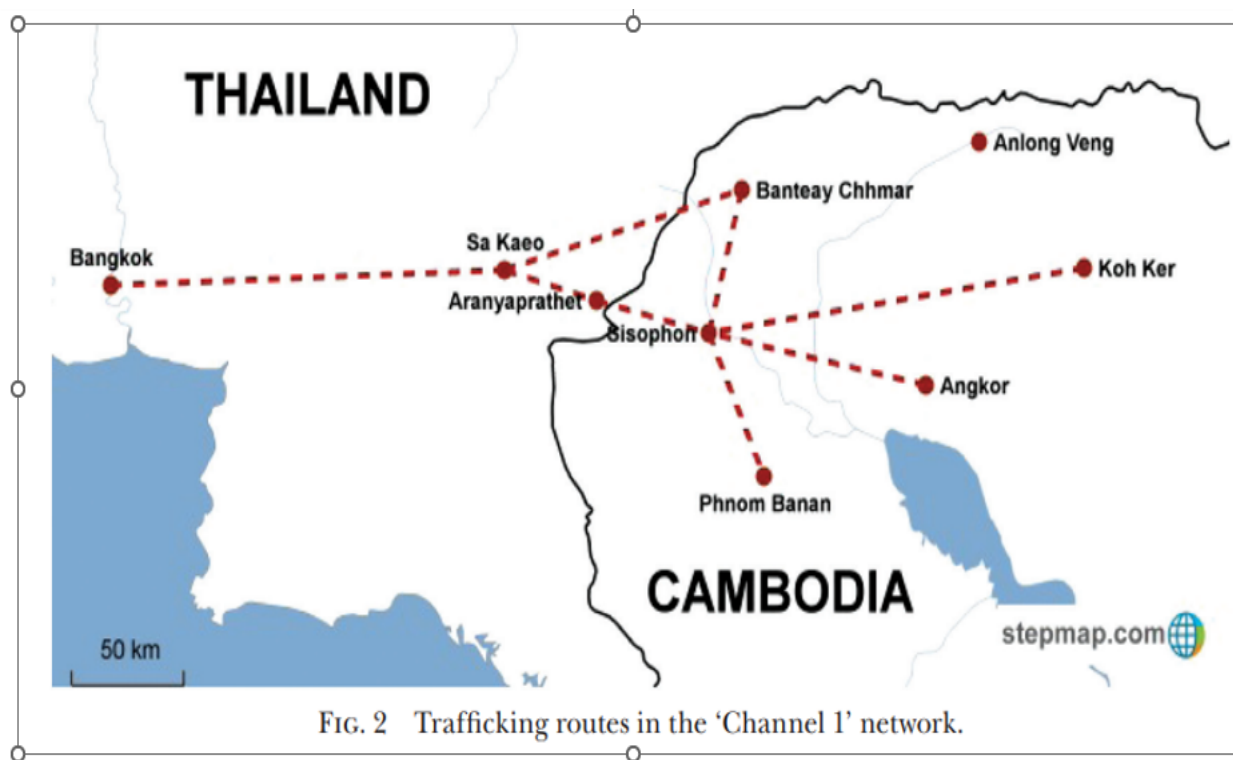 THAILAND
Anlong Veng
Banteay Chhmar
Sa Kaeo
Bangkok
Koh Ker
Aranyaprathet
Sisophon
Angkor
Phnom Banan
CAMBODIA
stepmap.com
50 km
FIG. 2 Trafficking routes in the ‘Channel 1’ network.